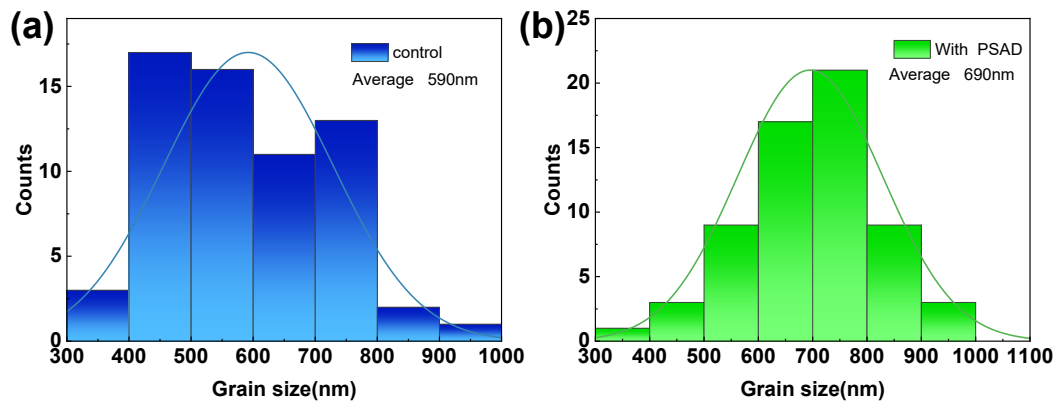 (a)
control
Average 590nm
15
10
5
0
Counts
300 400 500 600 700 800 900 1000
Grain size(nm)
(b)
With PSAD
Average 690nm
25
20
15
10
5
0
Counts
300 400 500 600 700 800 900 1000 1100
Grain size(nm)